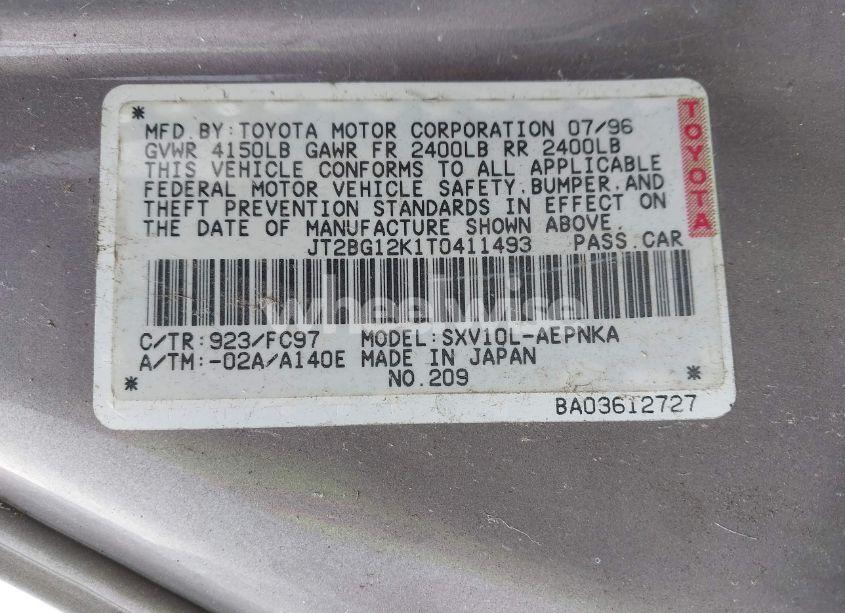 *
MFD.BY:TOYOTA MOTOR CORPORATION 07/96
GVWR 4150LB GAWR FR 2400LB RR 2400LB
THIS VEHICLE CONFORMS TO ALL APPLICABLE
FEDERAL MOTOR VEHICLE SAFETY.BUMPER.AND
THEFT PREVENTION STANDARDS IN EFFECT ON
THE DATE OF MANUFACTURE SHOWN ABOVE.
JT2BG12K1T0411493 PASS.CAR
TOYOTA
wheelwise
C/TR:923/FC97 MODEL:SXV10L-AEPNKA
A/TM:-02A/A140E MADE IN JAPAN
* NO.209 *
BA03612727